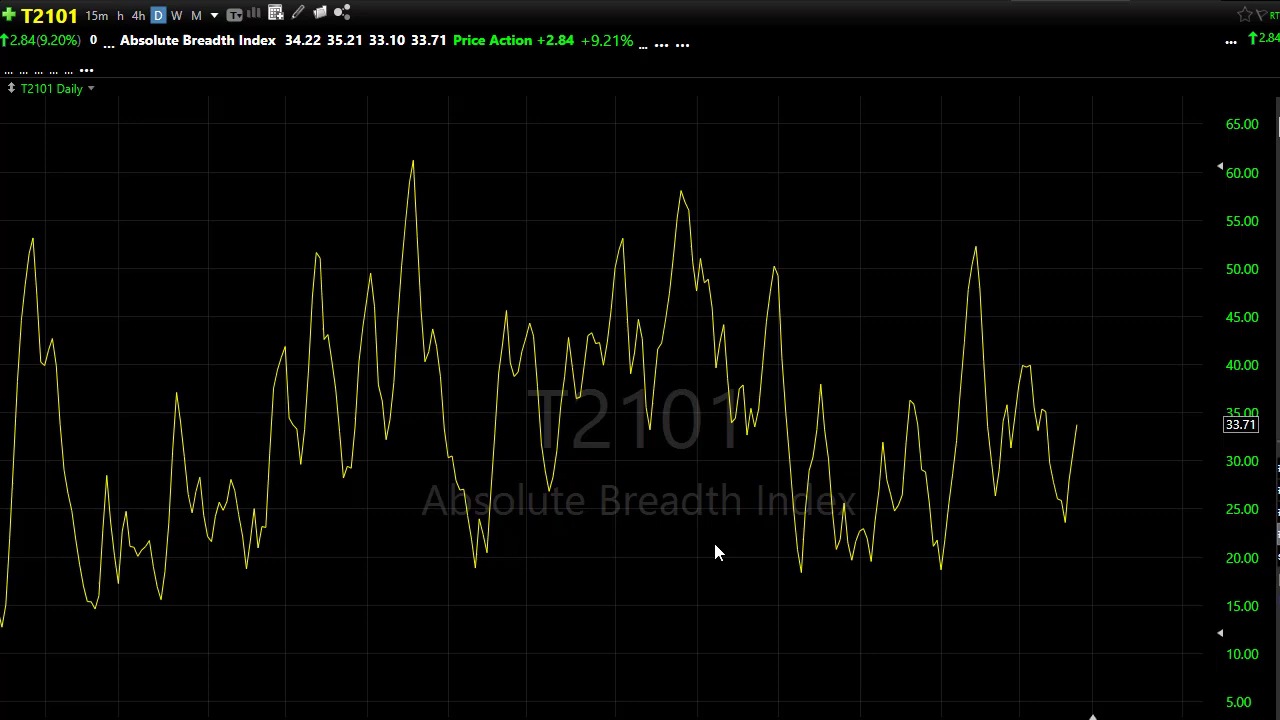 T2101 15m h 4h D W M T RT
2.84(9.20%) 0 ... Absolute Breadth Index 34.22 35.21 33.10 33.71 Price Action +2.84 +9.21% ... ... ... ... 2.84
... ... ... ... ... ...
T2101 Daily
65.00
60.00
55.00
50.00
45.00
40.00
35.00
33.71
30.00
25.00
20.00
15.00
10.00
5.00
T2101
Absolute Breadth Index